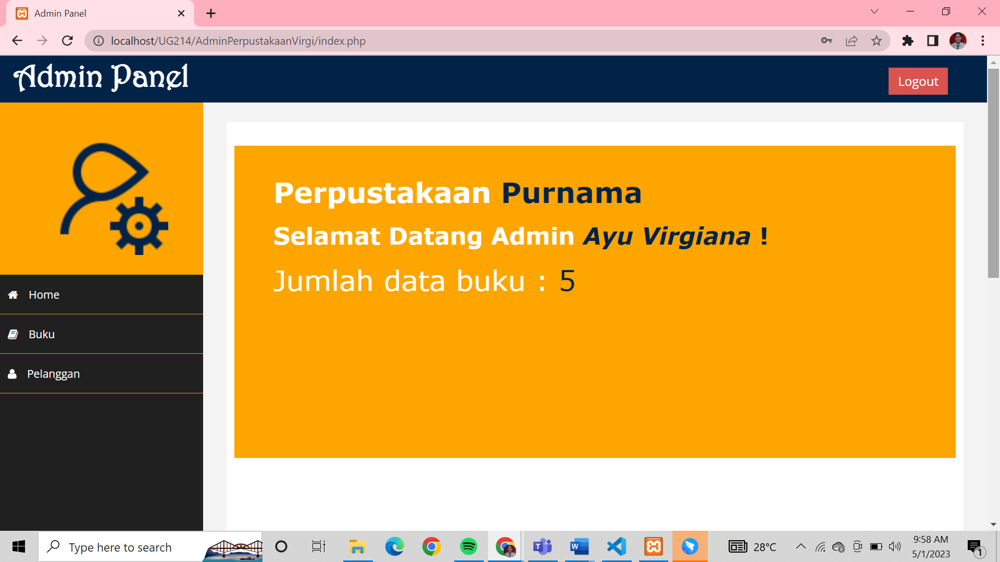 Admin Panel
localhost/UG214/AdminPerpustakaanVirgi/index.php
Admin Panel
Logout
Perpustakaan Purnama
Selamat Datang Admin Ayu Virgiana !
Jumlah data buku : 5
Home
Buku
Pelanggan
Type here to search
28°C
9:58 AM
5/1/2023
1